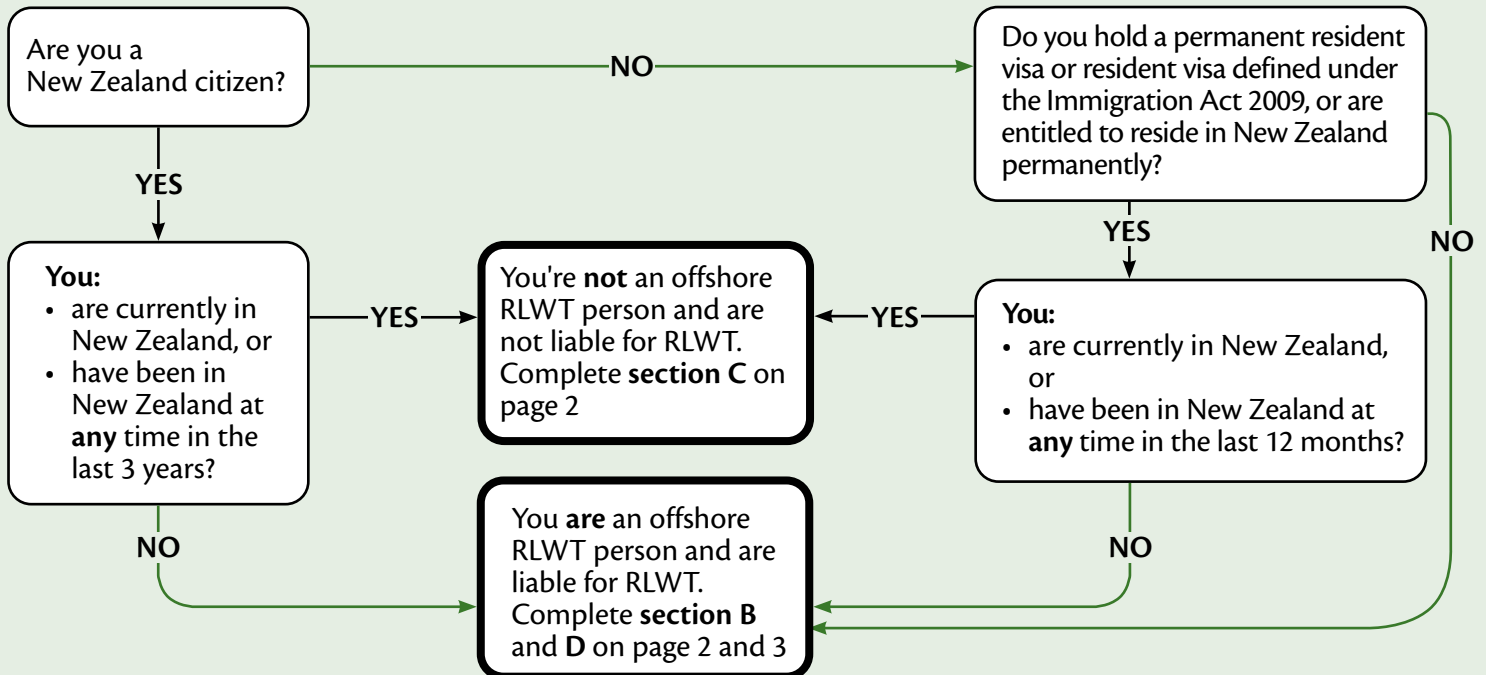 Are you a
New Zealand citizen?
NO
Do you hold a permanent resident
visa or resident visa defined under
the Immigration Act 2009, or are
entitled to reside in New Zealand
permanently?
YES
YES
NO
You:
• are currently in
New Zealand, or
• have been in
New Zealand at
any time in the
last 3 years?
YES
You're not an offshore
RLWT person and are
not liable for RLWT.
Complete section C on
page 2
YES
You:
• are currently in New Zealand,
or
• have been in New Zealand at
any time in the last 12 months?
NO
You are an offshore
RLWT person and are
liable for RLWT.
Complete section B
and D on page 2 and 3
NO